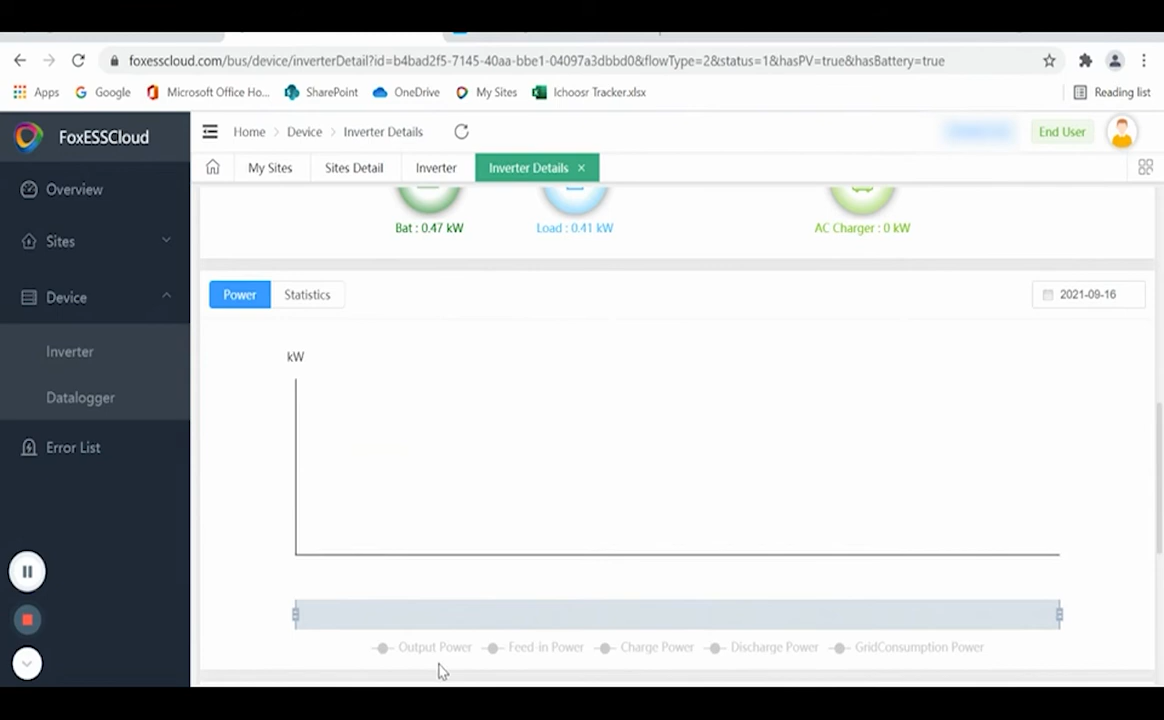 foxesscloud.com/bus/device/inverterDetail?id=b4bad2f5-7145-40aa-bbe1-04097a3dbbd0&flowType=2&status=1&hasPV=true&hasBattery=true
Apps Google Microsoft Office Ho... SharePoint OneDrive My Sites Ichoosr Tracker.xlsx Reading list
FoxESSCloud Home > Device > Inverter Details End User
My Sites Sites Detail Inverter Inverter Details ×
Overview
Bat : 0.47 kW Load : 0.41 kW AC Charger : 0 kW
Sites
Device
Power Statistics 2021-09-16
Inverter
kW
Datalogger
Error List
Output Power Feed-in Power Charge Power Discharge Power GridConsumption Power